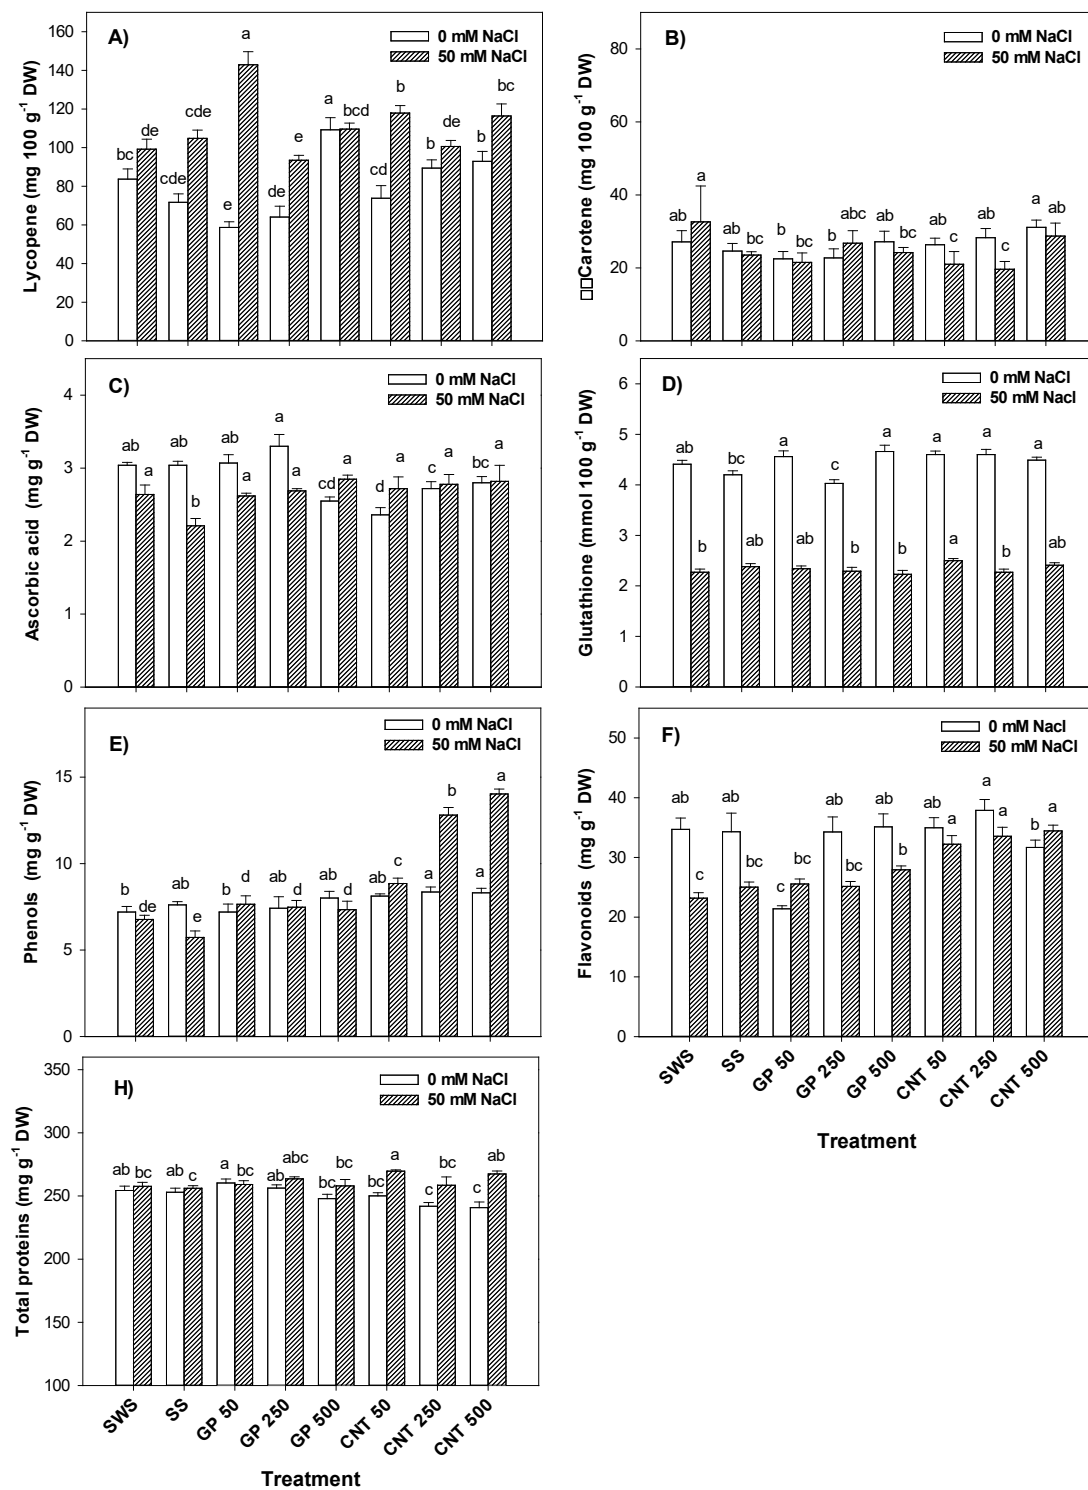 A)
0 mM NaCl
50 mM NaCl
Lycopene (mg 100 g⁻¹ DW)
160
140
120
100
80
60
40
20
0
bc de cde cde e a de e a bcd cd b b de b bc
B)
0 mM NaCl
50 mM NaCl
□□Carotene (mg 100 g⁻¹ DW)
80
60
40
20
0
ab a ab bc b bc b abc ab bc ab c ab c a ab
C)
0 mM NaCl
50 mM NaCl
Ascorbic acid (mg g⁻¹ DW)
4
3
2
1
0
ab a ab b ab a a a cd a d a c a bc a
D)
0 mM NaCl
50 mM Nacl
Glutathione (mmol 100 g⁻¹ DW)
6
5
4
3
2
1
0
ab b bc ab a ab c b a b a a a b a ab
E)
0 mM NaCl
50 mM NaCl
Phenols (mg g⁻¹ DW)
15
10
5
0
b de ab e b d ab d ab d ab c a b a a
F)
0 mM Nacl
50 mM NaCl
Flavonoids (mg g⁻¹ DW)
50
40
30
20
10
0
ab c ab bc c bc ab bc ab b ab a a a b a
SWS
SS
GP 50
GP 250
GP 500
CNT 50
CNT 250
CNT 500
Treatment
H)
0 mM NaCl
50 mM NaCl
Total proteins (mg g⁻¹ DW)
350
300
250
200
150
100
ab bc ab c a bc ab abc bc bc bc a c bc c ab
SWS
SS
GP 50
GP 250
GP 500
CNT 50
CNT 250
CNT 500
Treatment